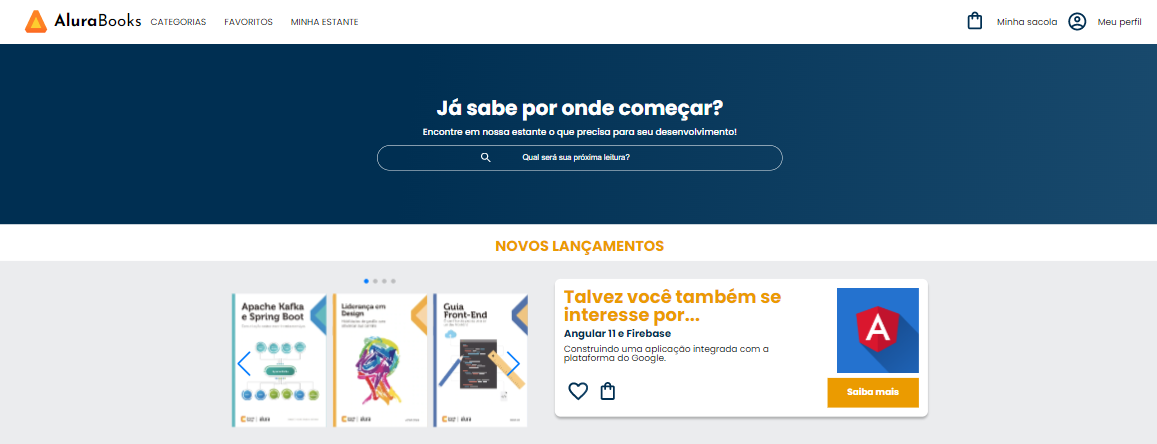 AluraBooks
CATEGORIAS
FAVORITOS
MINHA ESTANTE
Minha sacola
Meu perfil
Já sabe por onde começar?
Encontre em nossa estante o que precisa para seu desenvolvimento!
Qual será sua próxima leitura?
NOVOS LANÇAMENTOS
Apache Kafka
e Spring Boot
Liderança em
Design
Guia
Front-End
Talvez você também se
interesse por...
Angular 11 e Firebase
Construindo uma aplicação integrada com a
plataforma do Google.
A
Saiba mais